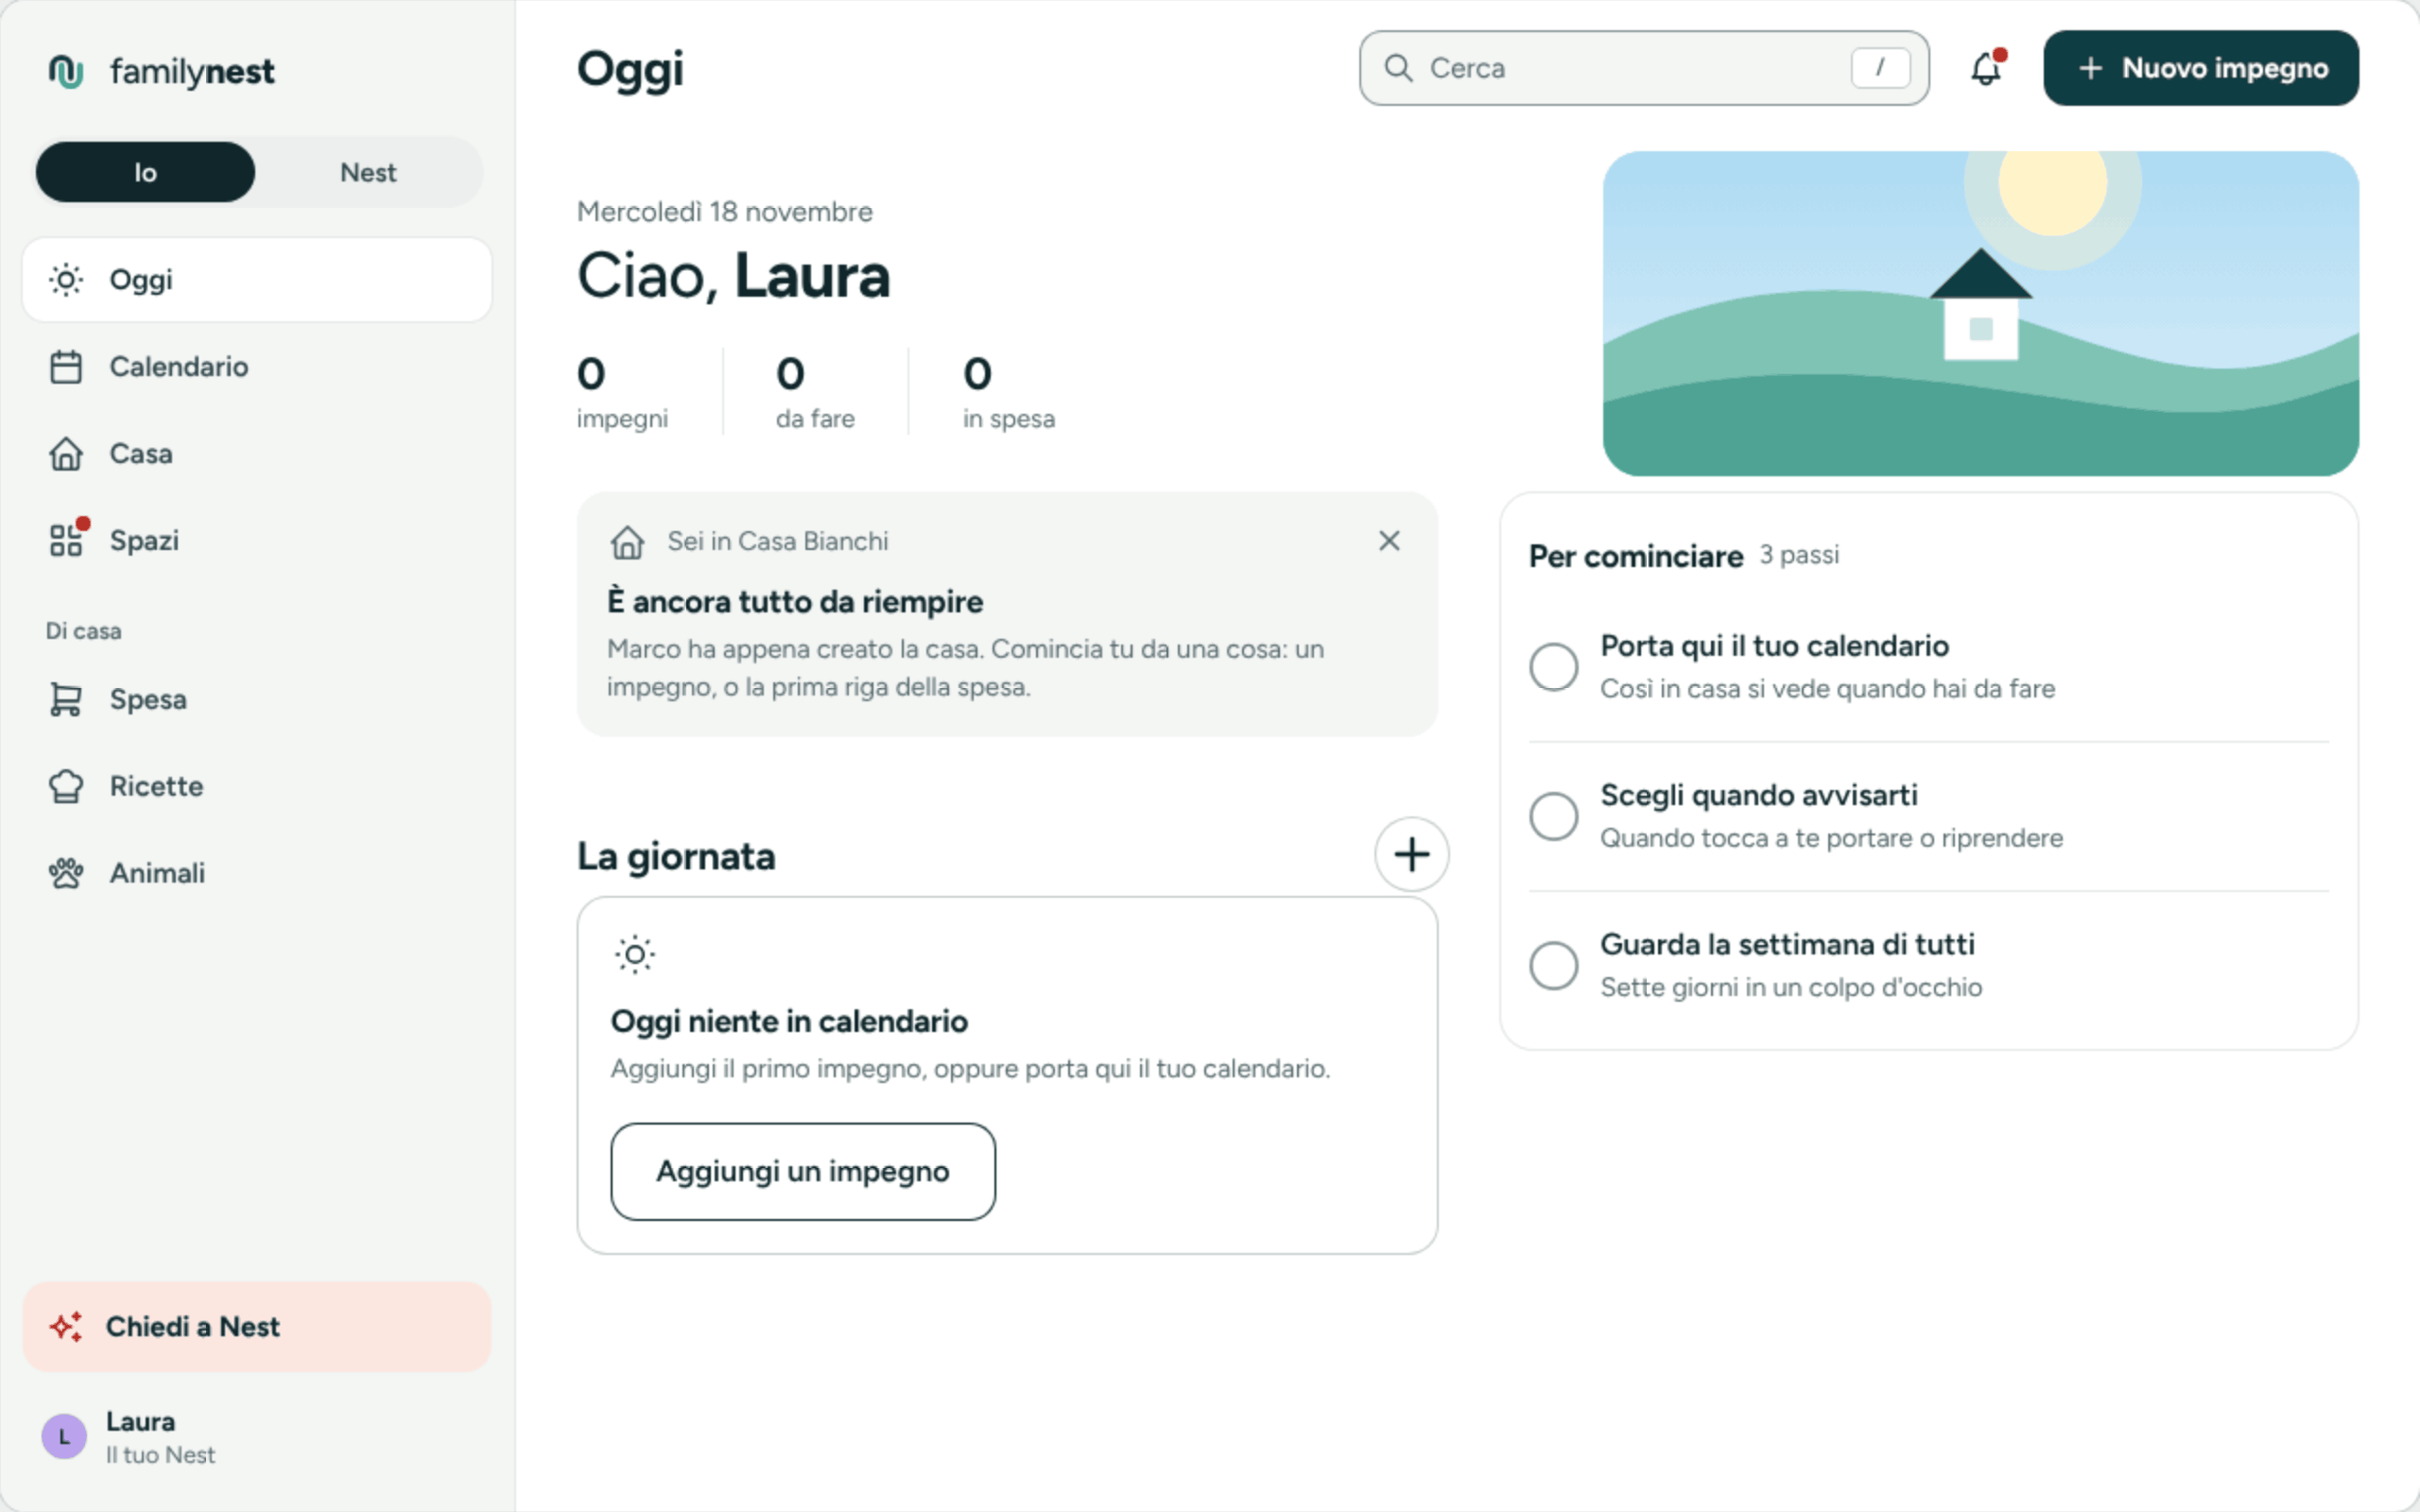 familynest
Io
Nest
Oggi
Calendario
Casa
Spazi
Di casa
Spesa
Ricette
Animali
Chiedi a Nest
L
Laura
Il tuo Nest
Oggi
Cerca
/
Nuovo impegno
Mercoledì 18 novembre
Ciao, Laura
0
impegni
0
da fare
0
in spesa
Sei in Casa Bianchi
È ancora tutto da riempire
Marco ha appena creato la casa. Comincia tu da una cosa: un
impegno, o la prima riga della spesa.
La giornata
Oggi niente in calendario
Aggiungi il primo impegno, oppure porta qui il tuo calendario.
Aggiungi un impegno
Per cominciare 3 passi
Porta qui il tuo calendario
Così in casa si vede quando hai da fare
Scegli quando avvisarti
Quando tocca a te portare o riprendere
Guarda la settimana di tutti
Sette giorni in un colpo d'occhio